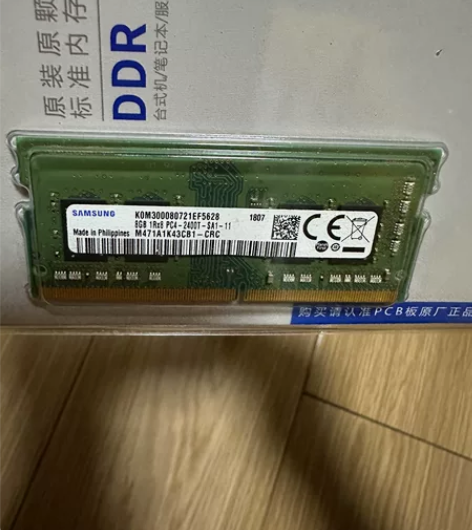 原装原颗
标准内存
DDR
台式机/笔记本/服
SAMSUNG
K0M300080721EF5628
1807
8GB 1Rx8 PC4-2400T-SA1-11
Made in Philippines
M471A1K43CB1-CRC
CE
购买请认准PCB板原厂正品